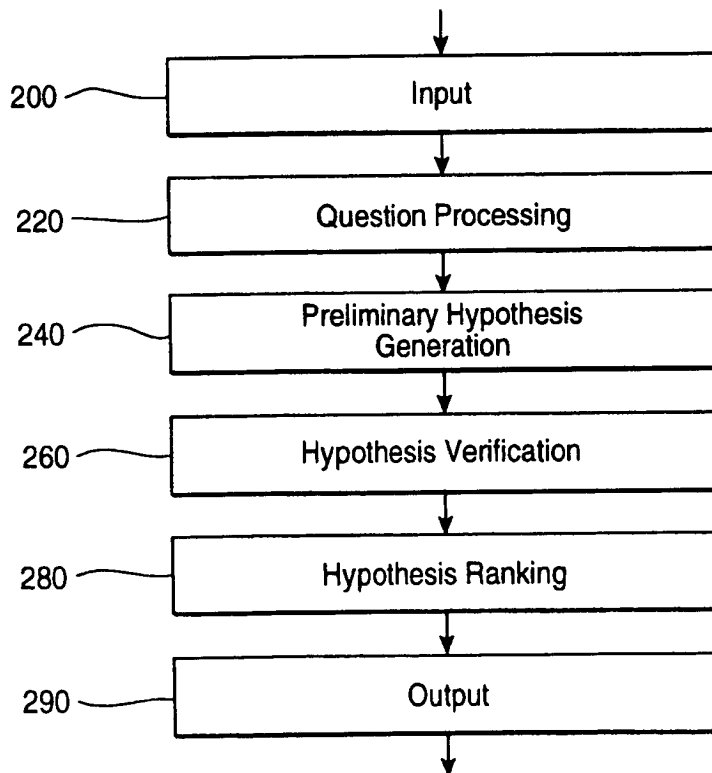 200
Input
220
Question Processing
240
Preliminary Hypothesis
Generation
260
Hypothesis Verification
280
Hypothesis Ranking
290
Output